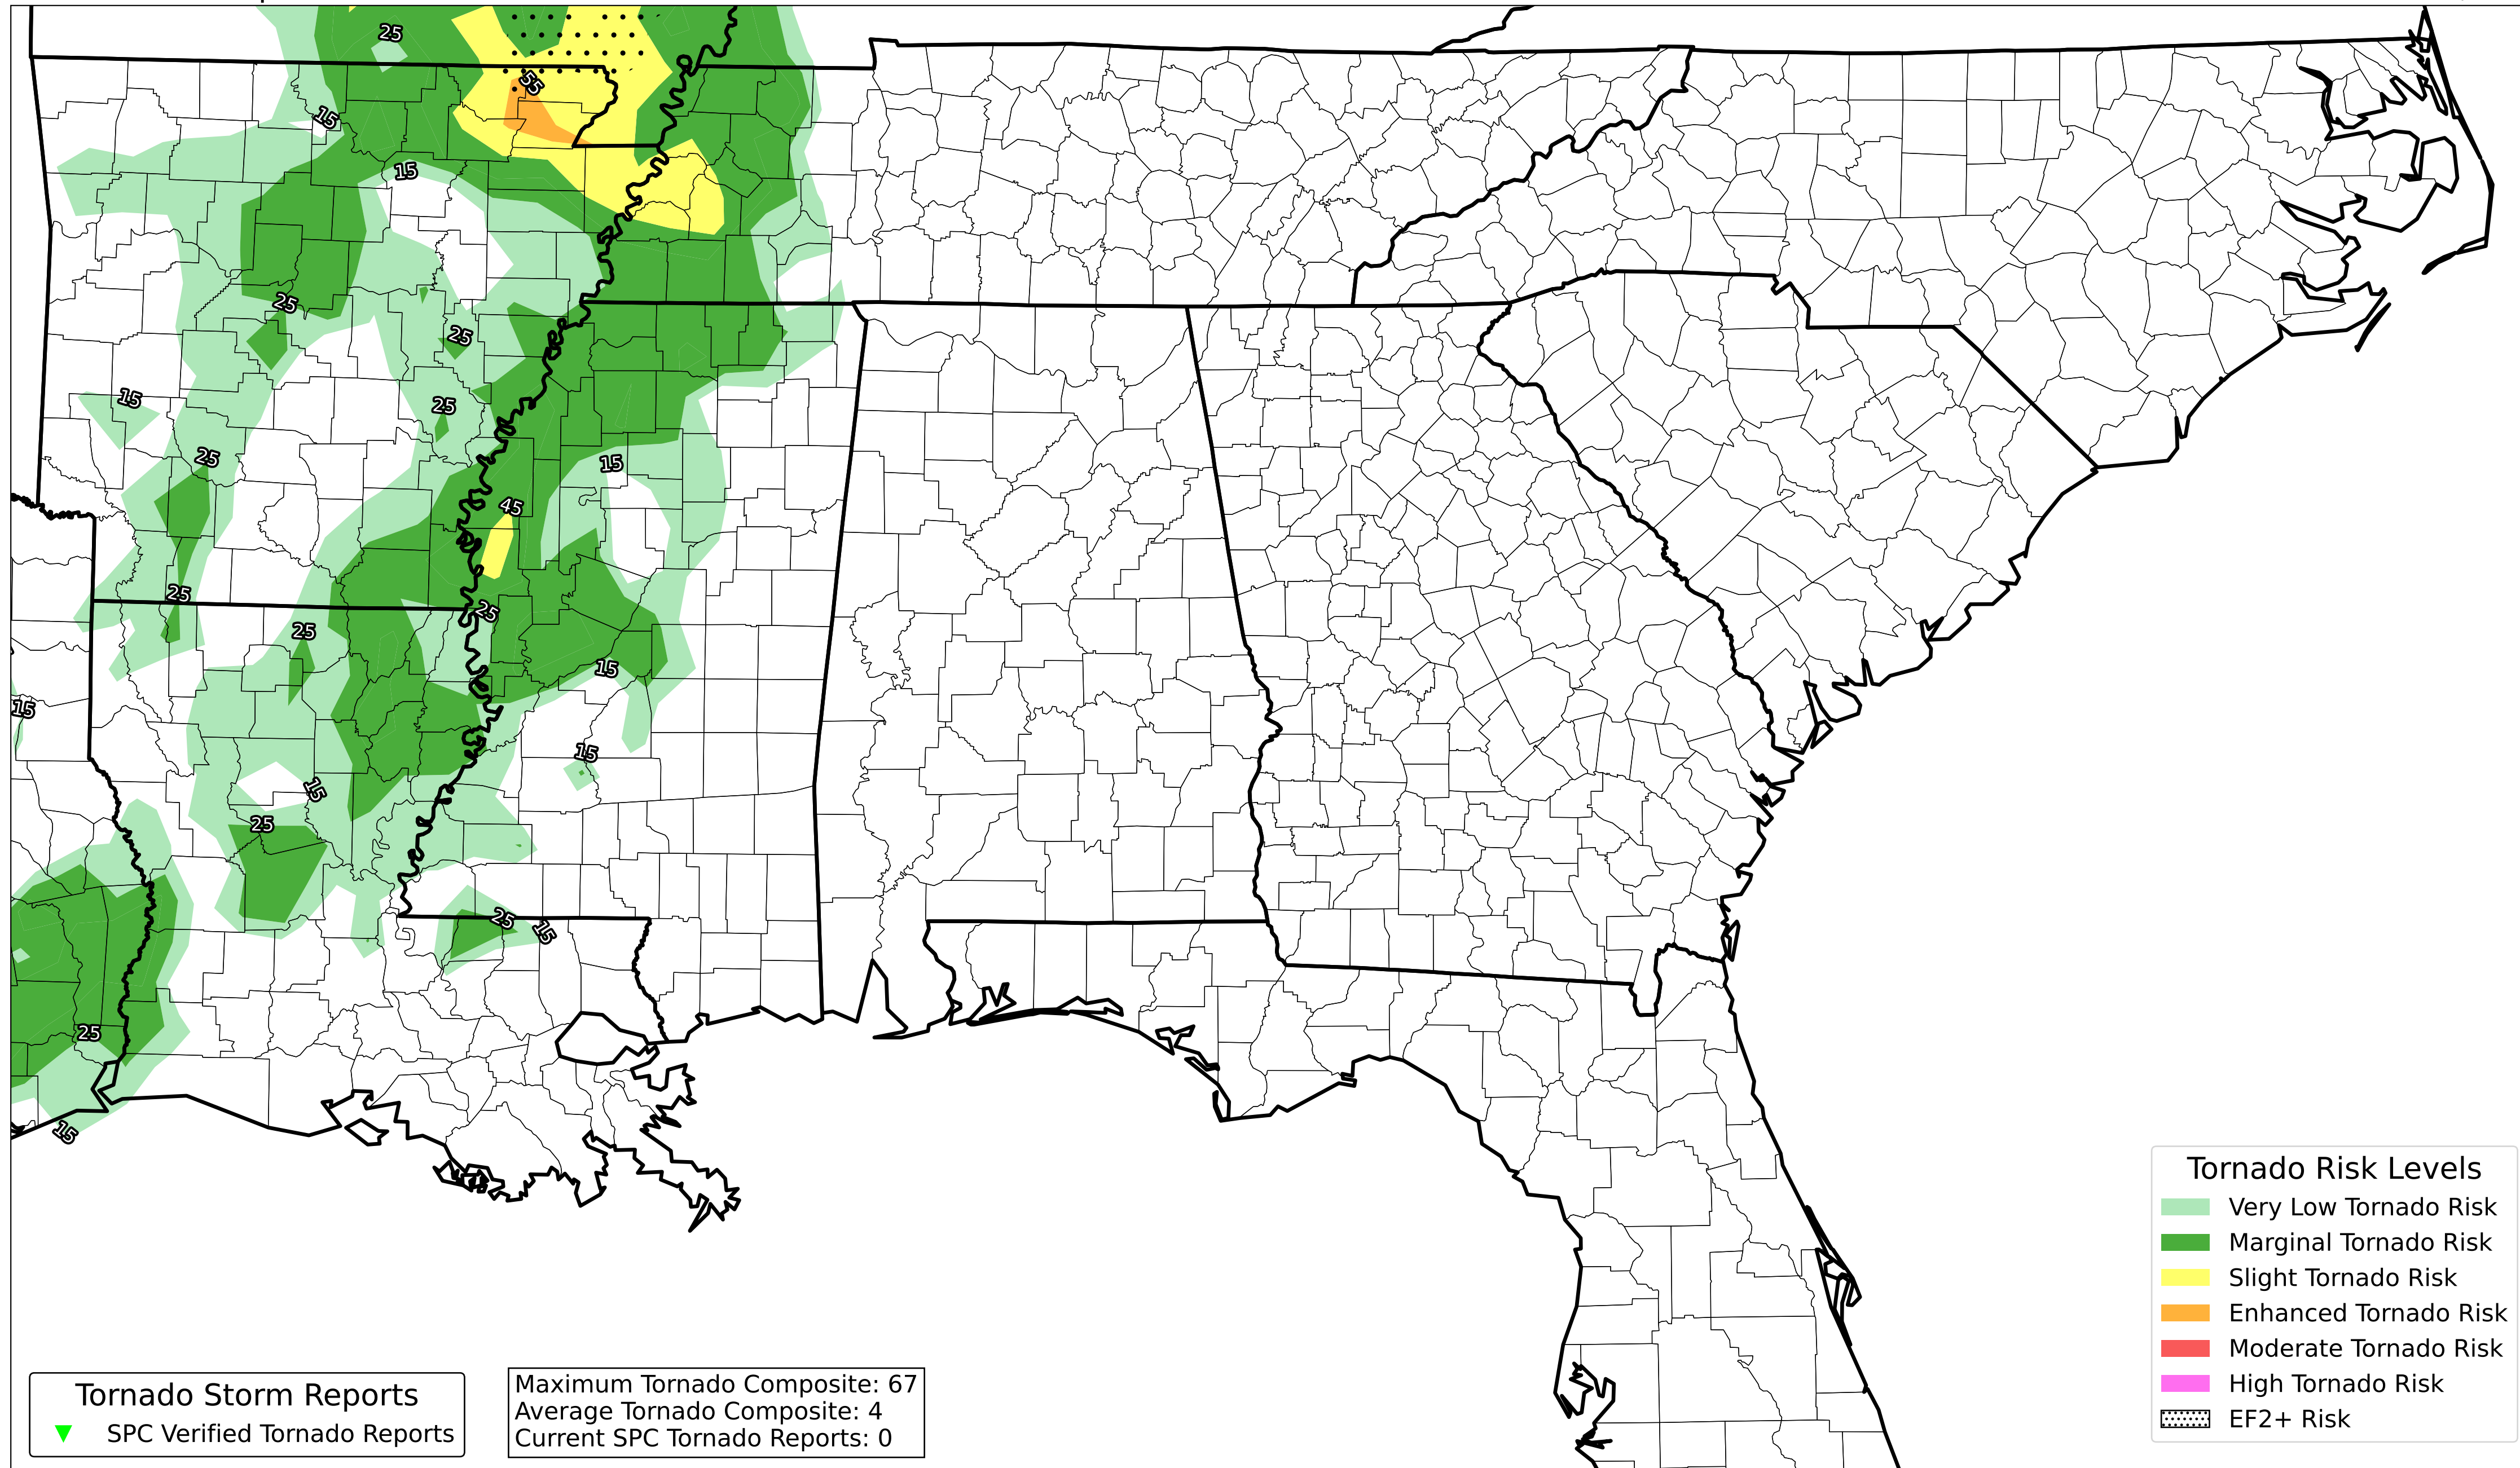 25
55
15
15
25
25
15
25
25
15
45
25
25
25
15
15
15
15
25
25
15
25
15
Tornado Risk Levels
Very Low Tornado Risk
Marginal Tornado Risk
Slight Tornado Risk
Enhanced Tornado Risk
Moderate Tornado Risk
High Tornado Risk
EF2+ Risk
Tornado Storm Reports
SPC Verified Tornado Reports
Maximum Tornado Composite: 67
Average Tornado Composite: 4
Current SPC Tornado Reports: 0